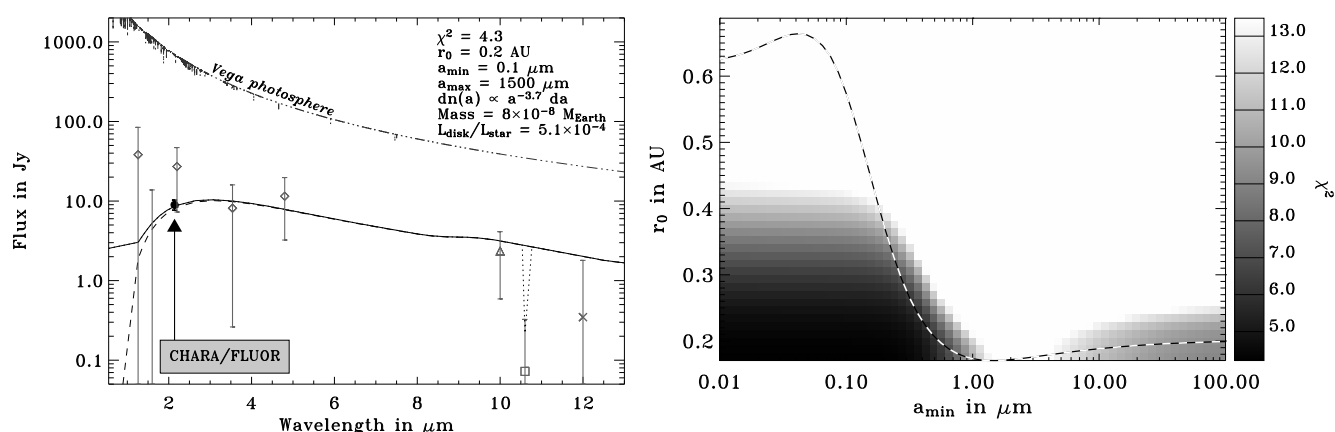 1000.0
100.0
10.0
1.0
0.1
Flux in Jy
2
4
6
8
10
12
Wavelength in μm
Vega photosphere
χ² = 4.3
r₀ = 0.2 AU
a_min = 0.1 μm
a_max = 1500 μm
dn(a) ∝ a^−3.7 da
Mass = 8×10⁻⁸ M_Earth
L_disk/L_star = 5.1×10⁻⁴
CHARA/FLUOR
0.6
0.5
0.4
0.3
0.2
r₀ in AU
0.01
0.10
1.00
10.00
100.00
a_min in μm
13.0
12.0
11.0
10.0
9.0
8.0
7.0
6.0
5.0
χ²